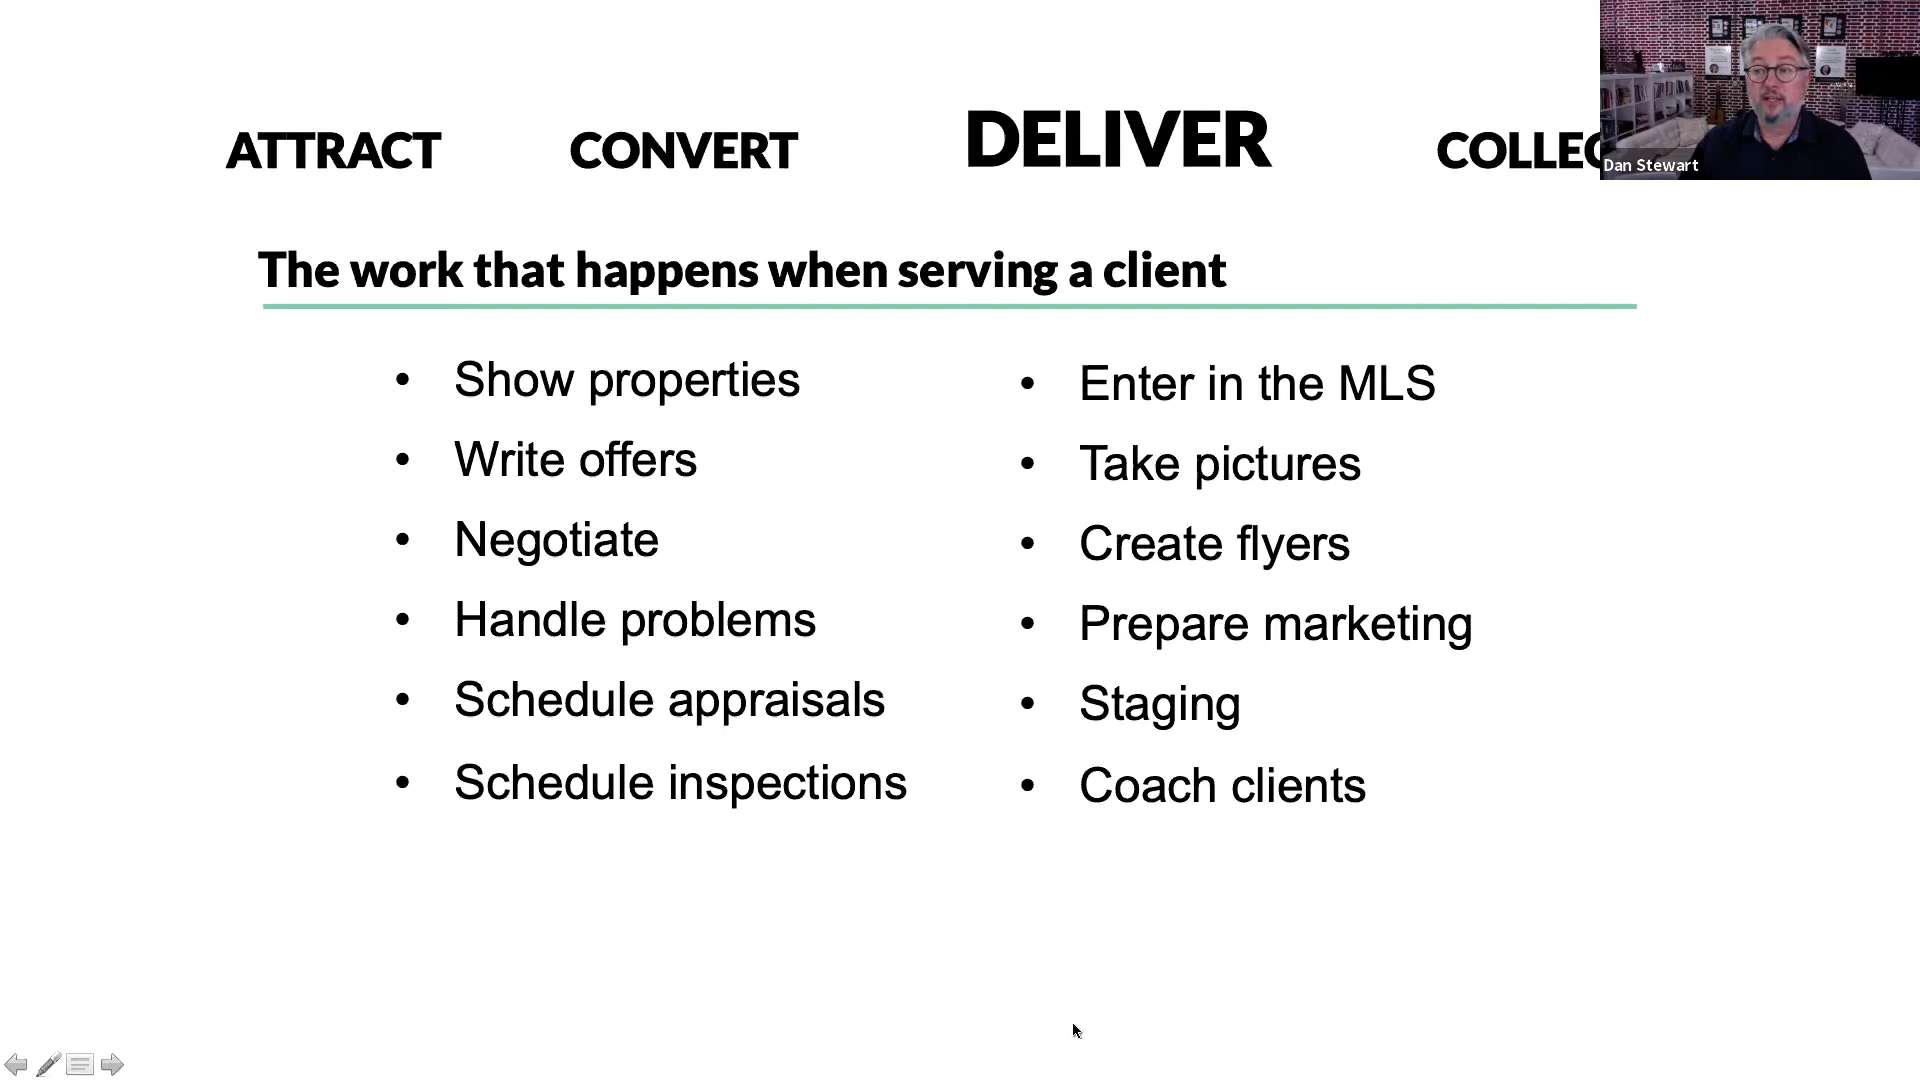 ATTRACT CONVERT DELIVER COLLEC
Dan Stewart
The work that happens when serving a client
• Show properties
• Write offers
• Negotiate
• Handle problems
• Schedule appraisals
• Schedule inspections
• Enter in the MLS
• Take pictures
• Create flyers
• Prepare marketing
• Staging
• Coach clients